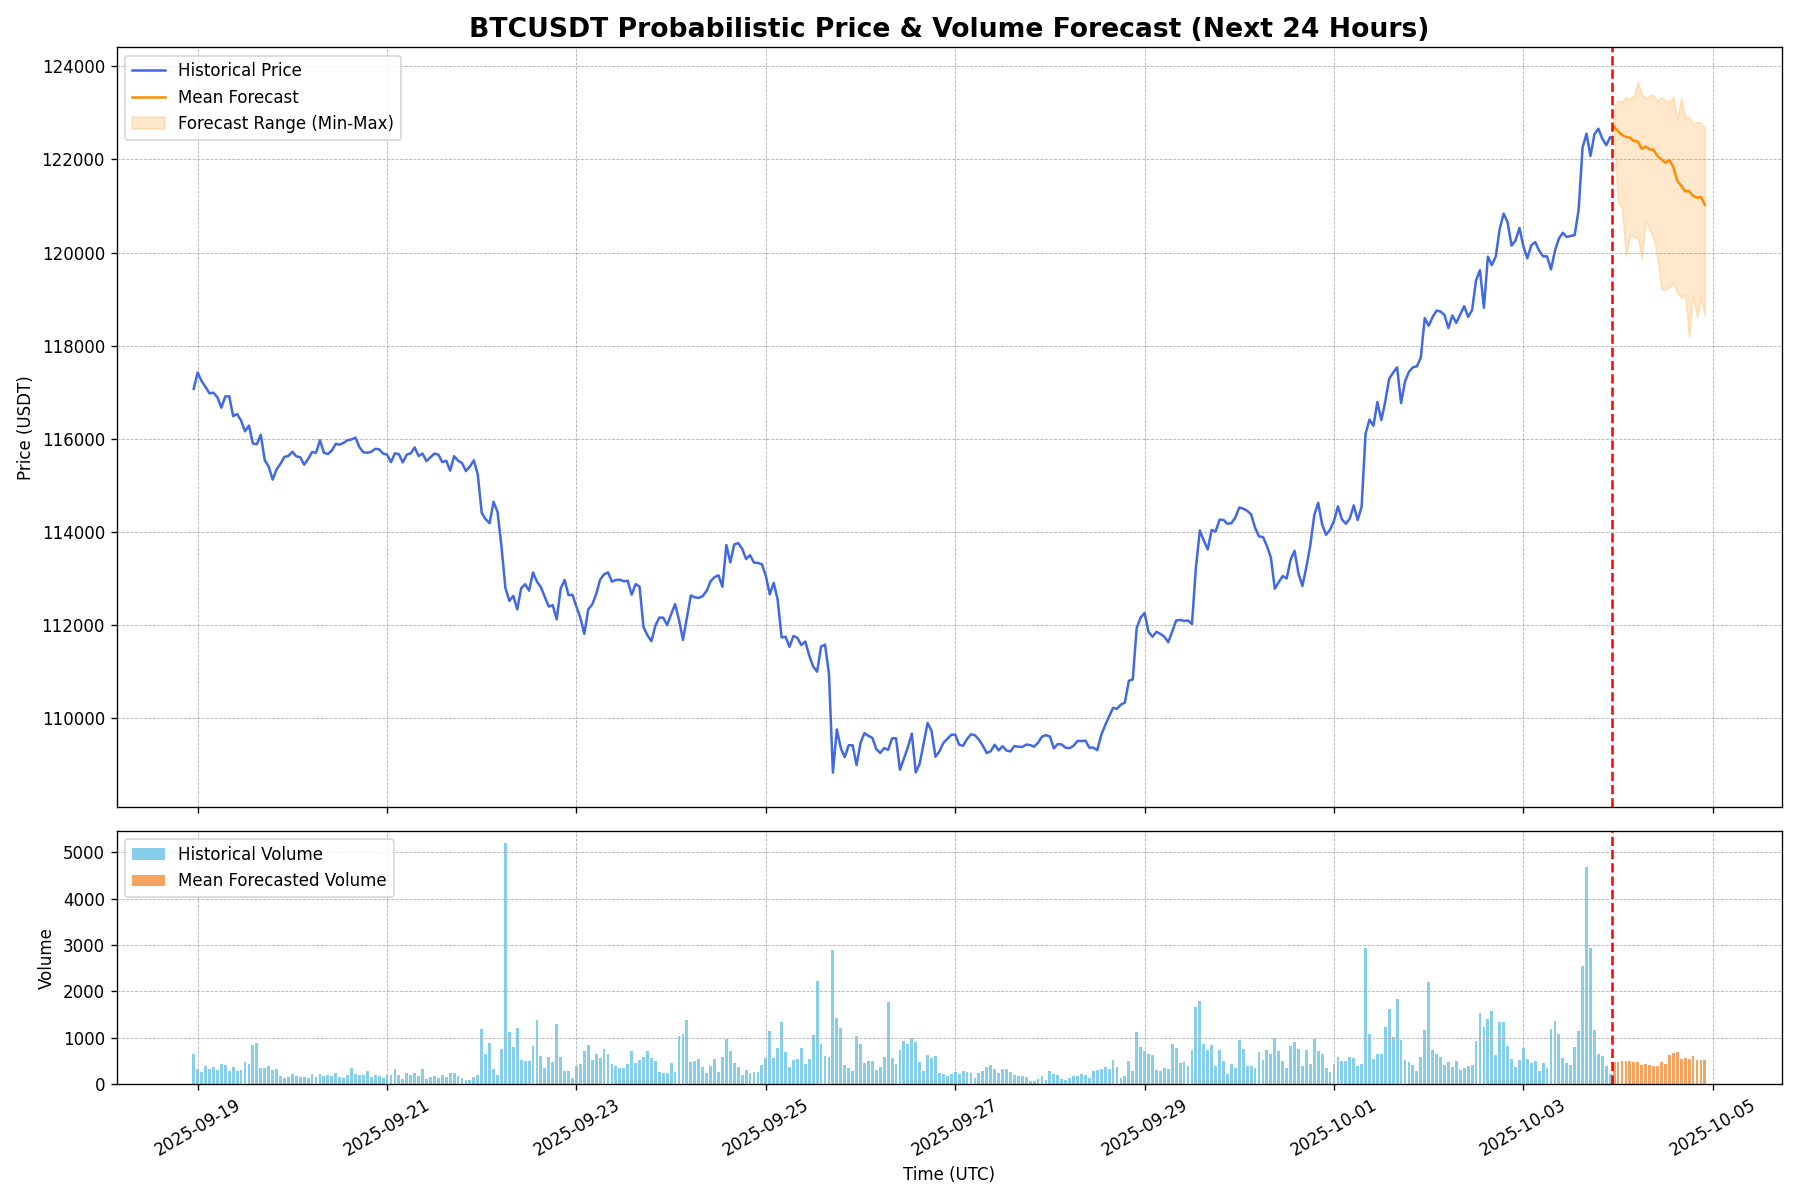 BTCUSDT Probabilistic Price & Volume Forecast (Next 24 Hours)
Historical Price
Mean Forecast
Forecast Range (Min-Max)
124000
122000
120000
118000
116000
114000
112000
110000
Price (USDT)
Historical Volume
Mean Forecasted Volume
5000
4000
3000
2000
1000
0
Volume
2025-09-19
2025-09-21
2025-09-23
2025-09-25
2025-09-27
2025-09-29
2025-10-01
2025-10-03
2025-10-05
Time (UTC)